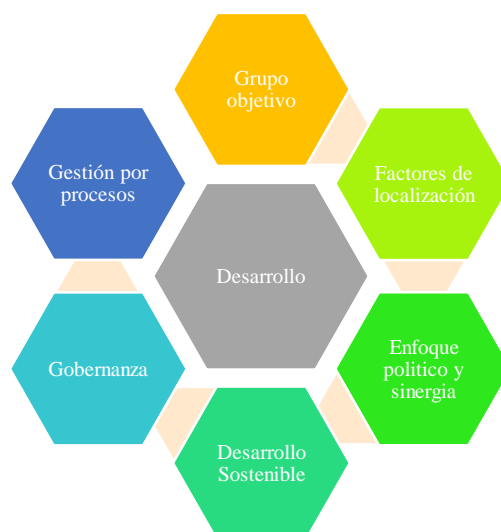 Grupo
objetivo
Factores de
localización
Enfoque
politico y
sinergia
Desarrollo
Sostenible
Gobernanza
Gestión por
procesos
Desarrollo